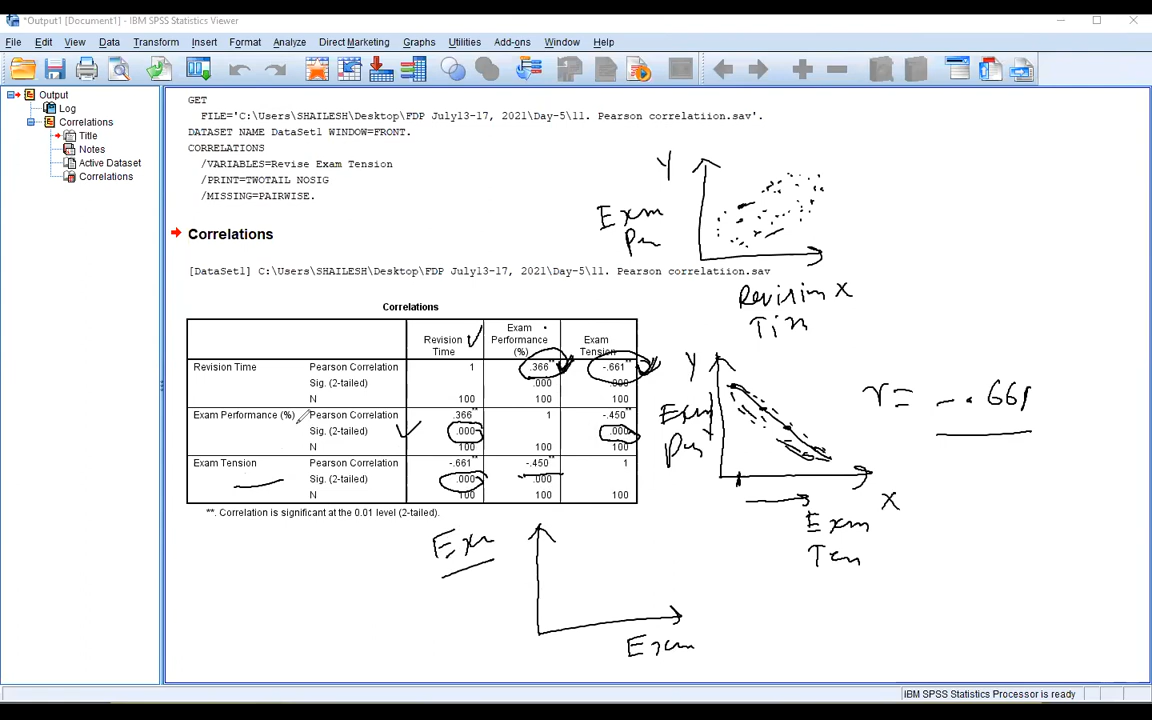 *Output1 [Document1] - IBM SPSS Statistics Viewer
File Edit View Data Transform Insert Format Analyze Direct Marketing Graphs Utilities Add-ons Window Help
Output
Log
Correlations
Title
Notes
Active Dataset
Correlations
GET
FILE='C:\Users\SHAILESH\Desktop\FDP July13-17, 2021\Day-5\11. Pearson correlatiion.sav'.
DATASET NAME DataSet1 WINDOW=FRONT.
CORRELATIONS
/VARIABLES=Revise Exam Tension
/PRINT=TWOTAIL NOSIG
/MISSING=PAIRWISE.
Correlations
[DataSet1] C:\Users\SHAILESH\Desktop\FDP July13-17, 2021\Day-5\11. Pearson correlatiion.sav
Correlations
Revision Time Exam Performance (%) Exam Tension
Revision Time Pearson Correlation 1 .366** -.661**
Sig. (2-tailed) .000 .000
N 100 100 100
Exam Performance (%) Pearson Correlation .366** 1 -.450**
Sig. (2-tailed) .000 .000
N 100 100 100
Exam Tension Pearson Correlation -.661** -.450** 1
Sig. (2-tailed) .000 .000
N 100 100 100
**. Correlation is significant at the 0.01 level (2-tailed).
Y
Exm
Per
Revision X
Y
Exam
Per
r = -.661
X
Exm
Ten
Exm
Exam
IBM SPSS Statistics Processor is ready